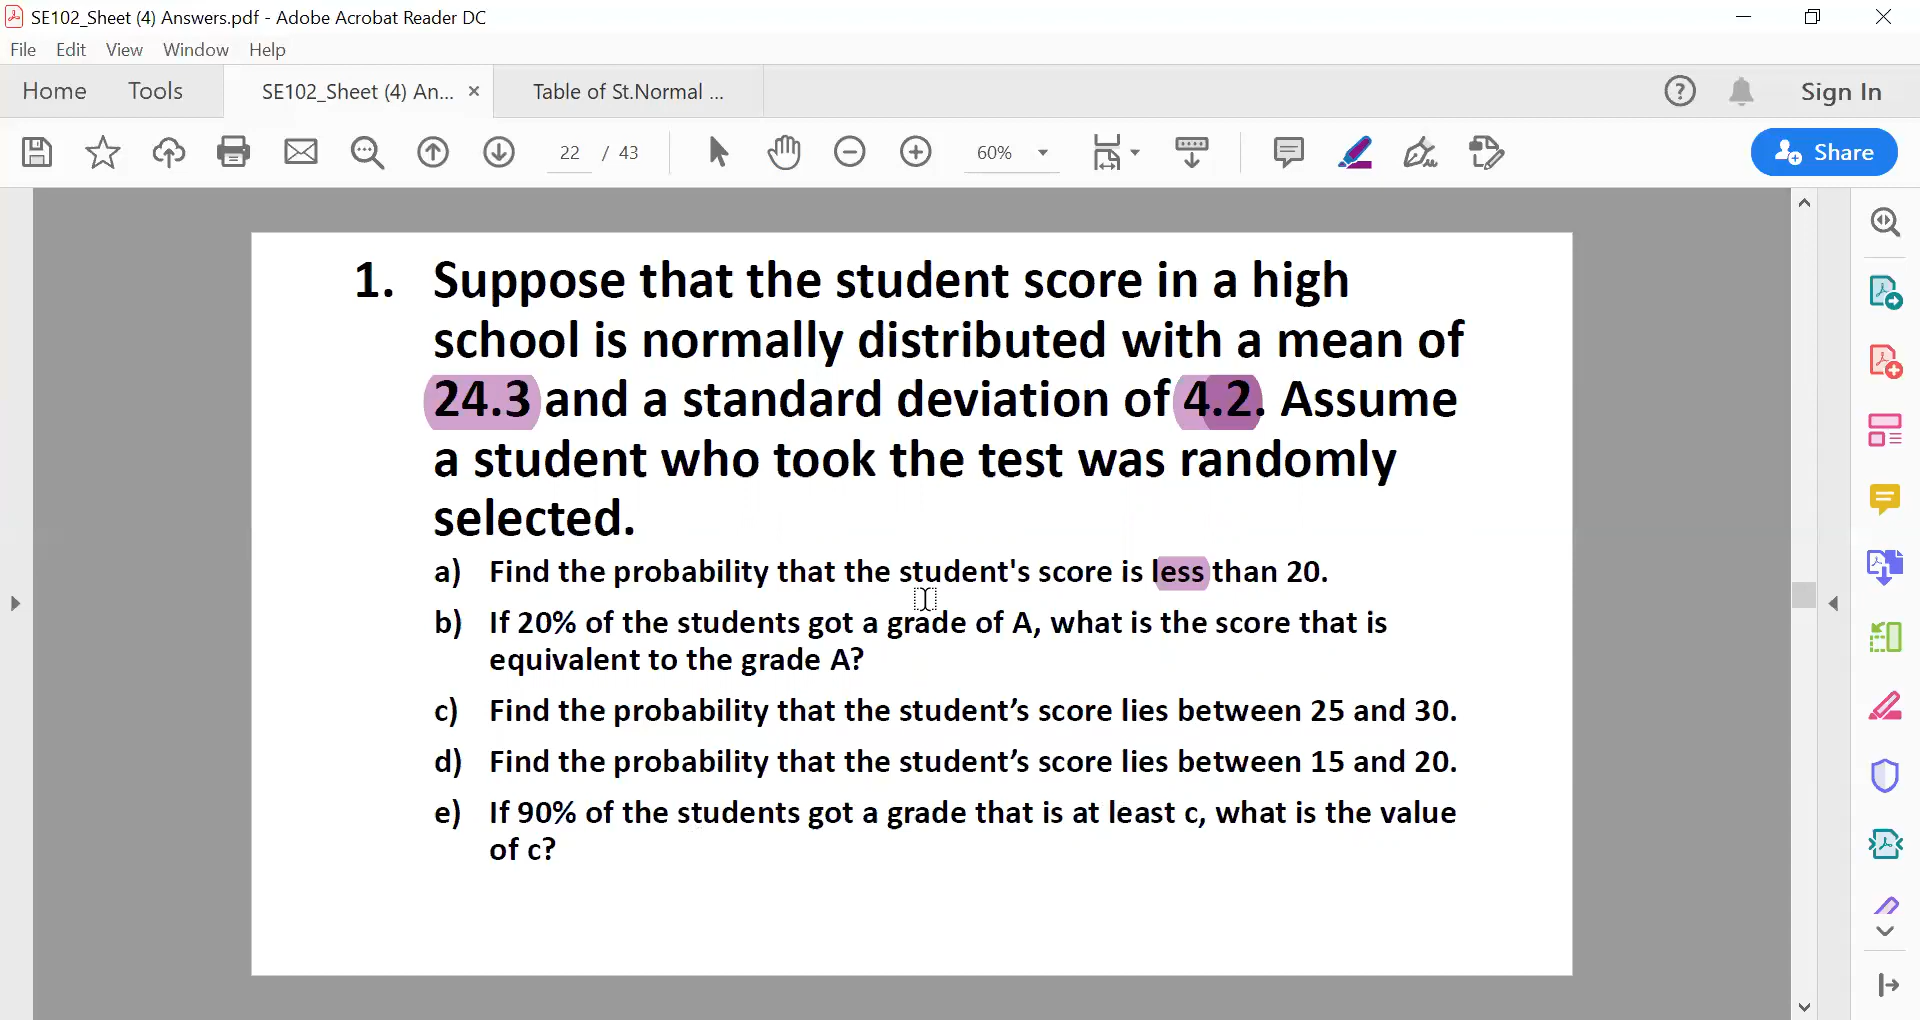 SE102_Sheet (4) Answers.pdf - Adobe Acrobat Reader DC
File Edit View Window Help
Home Tools SE102_Sheet (4) An... × Table of St.Normal ... Sign In
22 / 43 60% Share
1. Suppose that the student score in a high
school is normally distributed with a mean of
24.3 and a standard deviation of 4.2. Assume
a student who took the test was randomly
selected.
a) Find the probability that the student's score is less than 20.
b) If 20% of the students got a grade of A, what is the score that is
equivalent to the grade A?
c) Find the probability that the student’s score lies between 25 and 30.
d) Find the probability that the student’s score lies between 15 and 20.
e) If 90% of the students got a grade that is at least c, what is the value
of c?